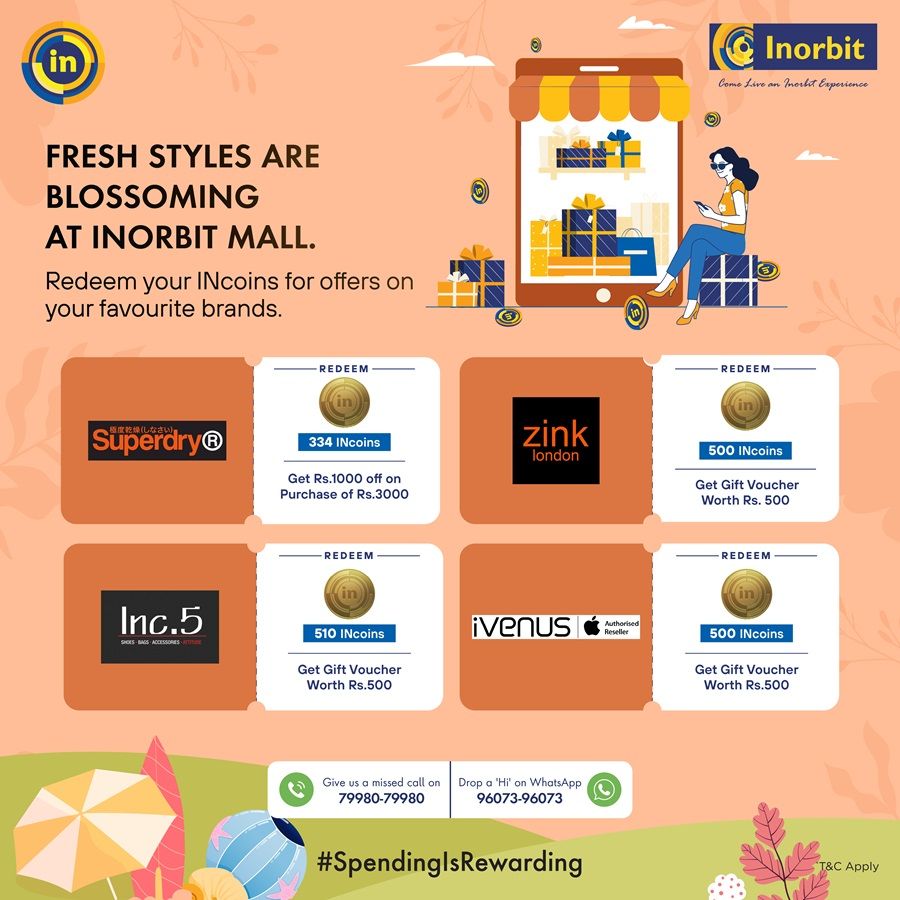 in
Inorbit
Come Live an Inorbit Experience
FRESH STYLES ARE
BLOSSOMING
AT INORBIT MALL.
Redeem your INcoins for offers on
your favourite brands.
極度乾燥(しなさい)
Superdry®
REDEEM
in
334 INcoins
Get Rs.1000 off on
Purchase of Rs.3000
zink
london
REDEEM
in
500 INcoins
Get Gift Voucher
Worth Rs. 500
Inc.5
SHOES · BAGS · ACCESSORIES · ATTITUDE
REDEEM
in
510 INcoins
Get Gift Voucher
Worth Rs.500
iVENUS
Authorised
Reseller
REDEEM
in
500 INcoins
Get Gift Voucher
Worth Rs.500
Give us a missed call on
79980-79980
Drop a 'Hi' on WhatsApp
96073-96073
#SpendingIsRewarding
*T&C Apply